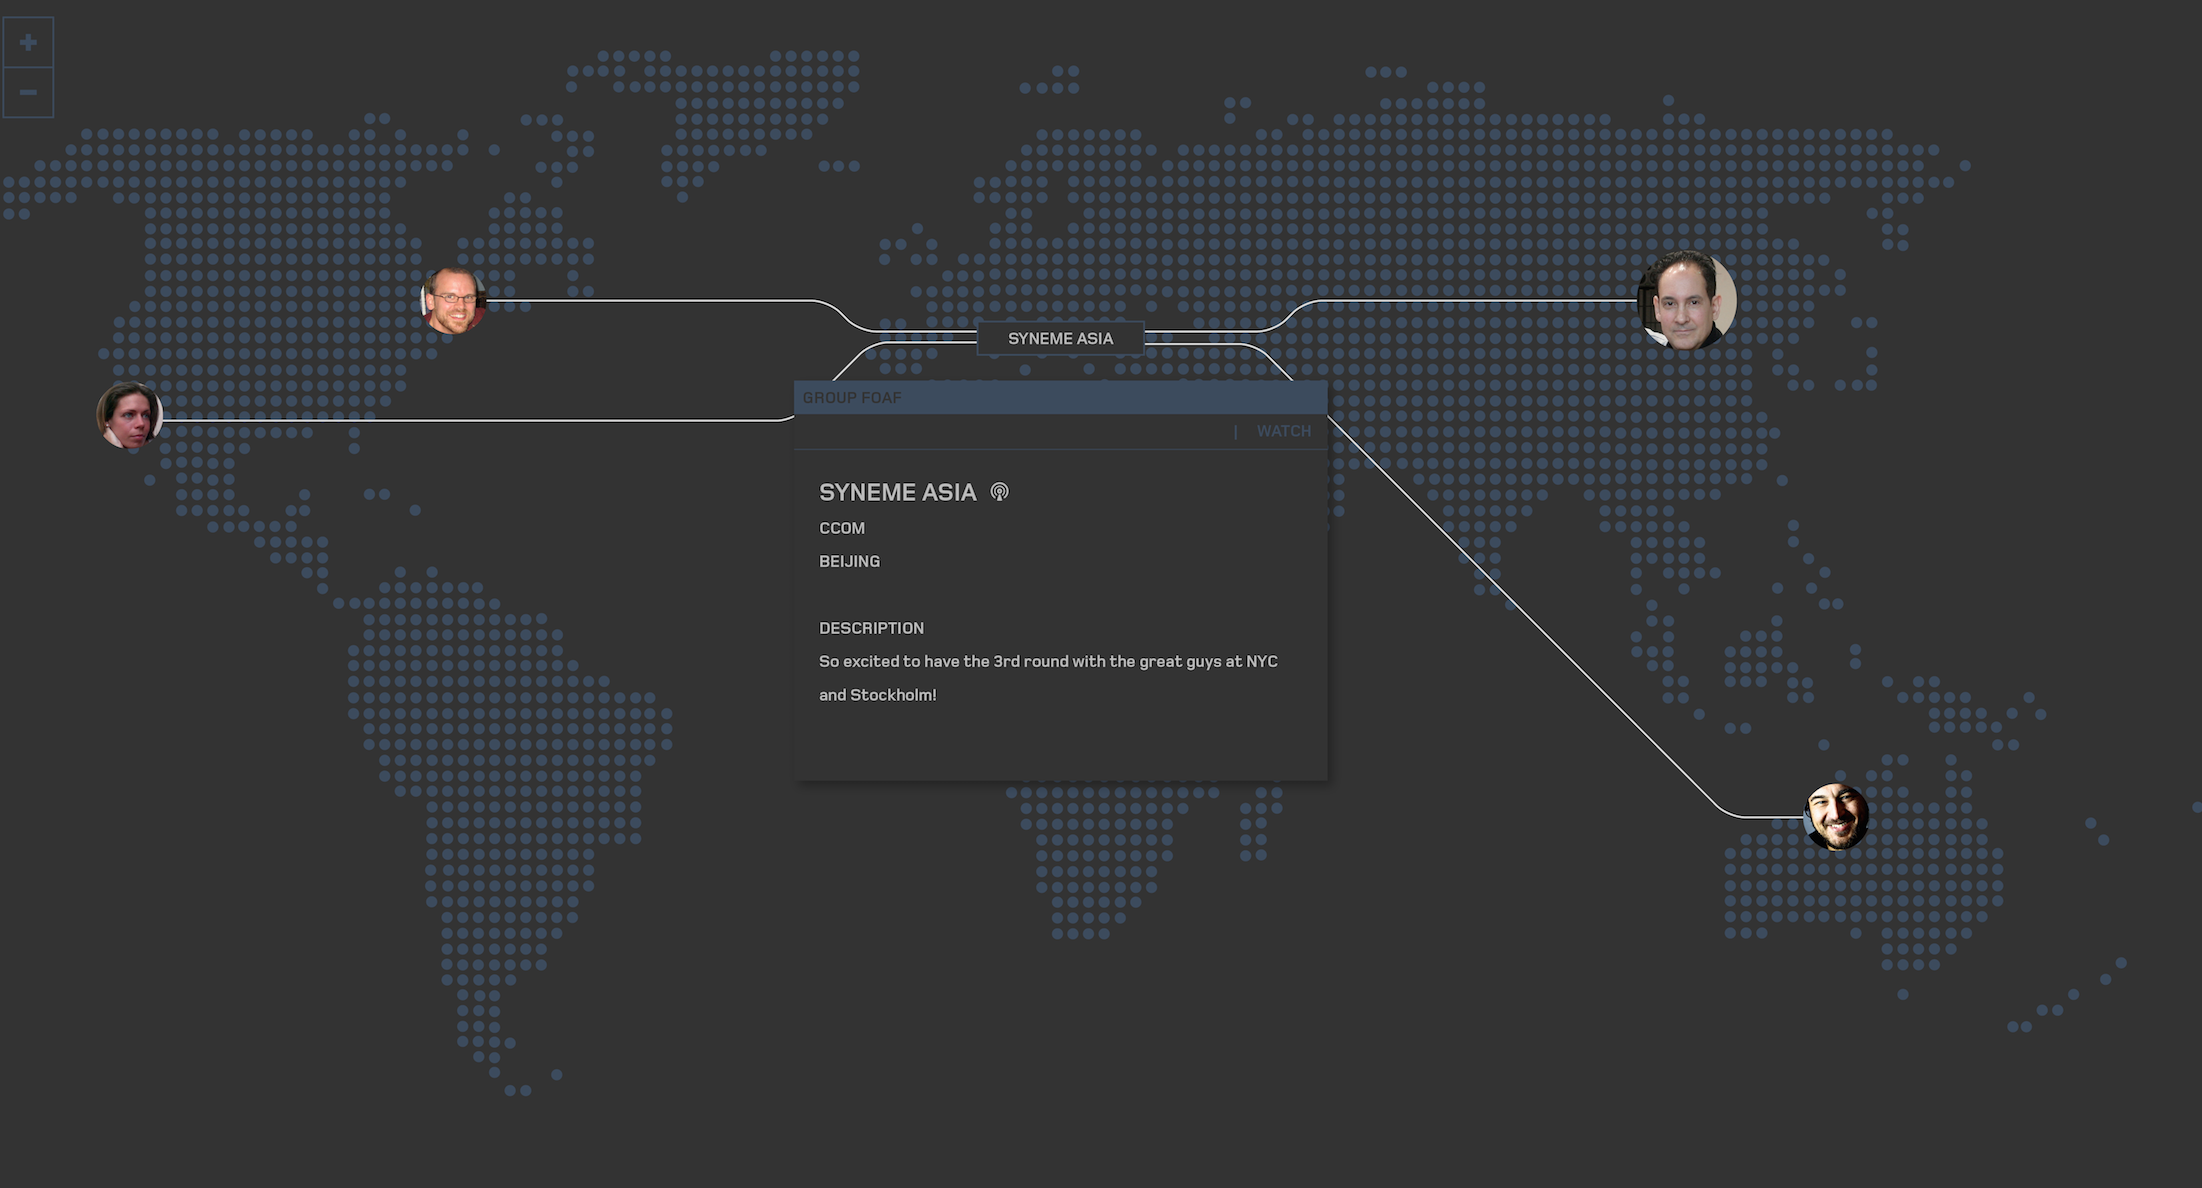 +
−
SYNEME ASIA
GROUP FOAF
| WATCH
SYNEME ASIA
CCOM
BEIJING
DESCRIPTION
So excited to have the 3rd round with the great guys at NYC
and Stockholm!